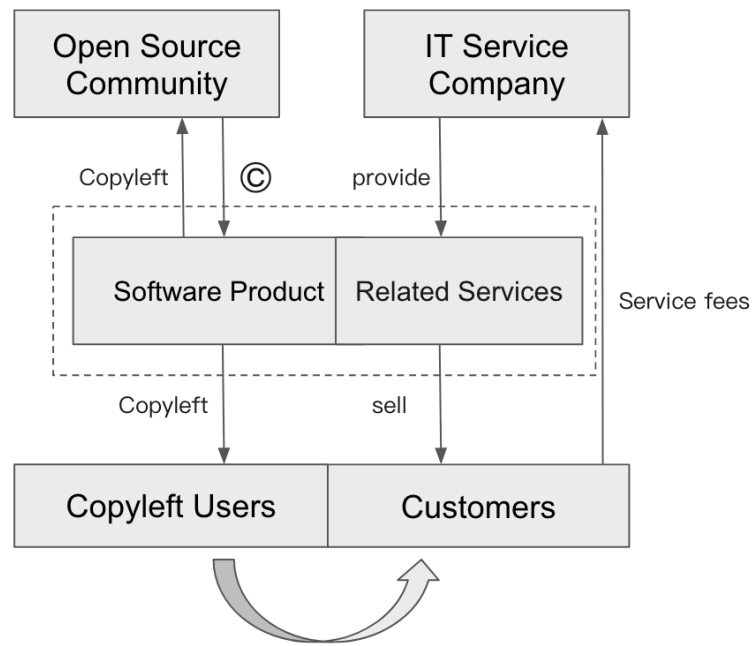 Open Source
Community
IT Service
Company
Copyleft
©
provide
Software Product
Related Services
Service fees
Copyleft
sell
Copyleft Users
Customers